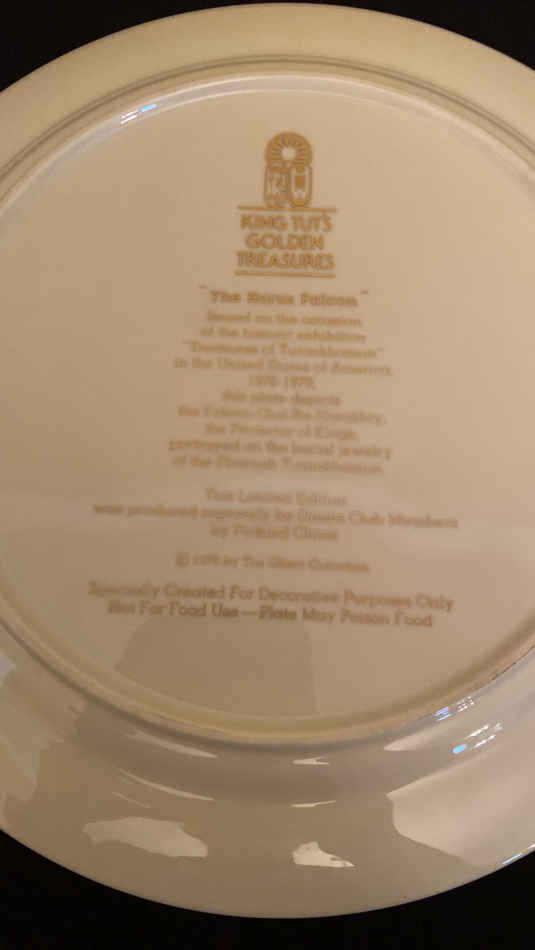 KING TUT'S
GOLDEN
TREASURES
"The Horus Falcon"
Issued on the occasion
of the historic exhibition
"Treasures of Tutankhamun"
in the United States of America,
1976-1979,
this plate depicts
the Falcon-God Re-Harakhty,
the Protector of Kings,
portrayed on the burial jewelry
of the Pharaoh Tutankhamun.
This Limited Edition
was produced expressly for Diners Club Members
by Pickard China
by The Ghent Collection
Specially Created For Decorative Purposes Only
Not For Food Use — Plate May Poison Food